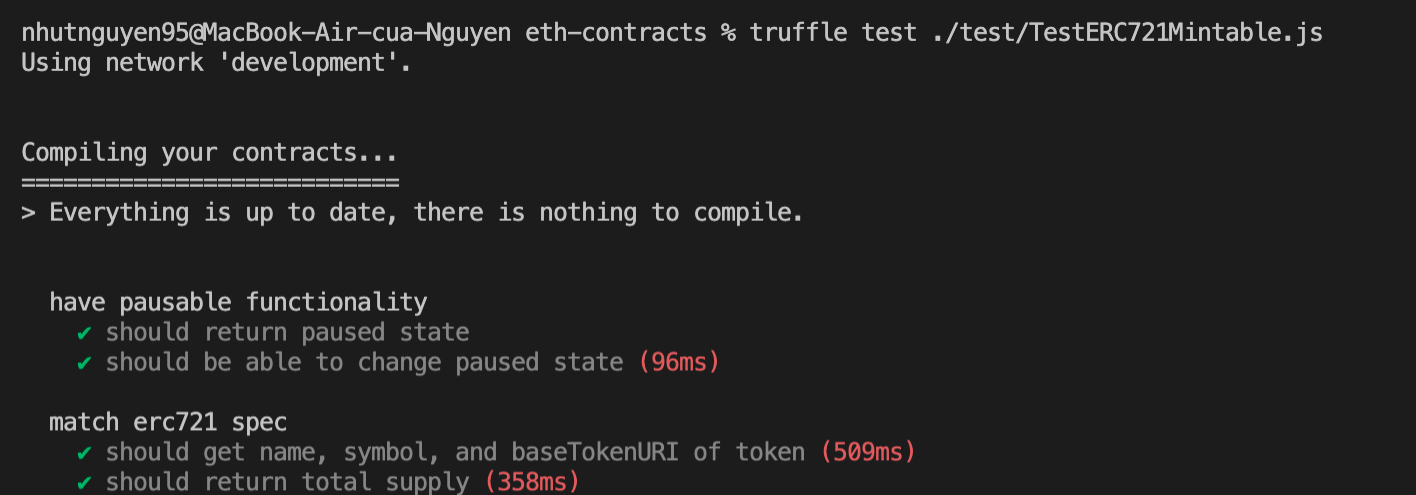 nhutnguyen95@MacBook-Air-cua-Nguyen eth-contracts % truffle test ./test/TestERC721Mintable.js
Using network 'development'.
Compiling your contracts...
===========================
> Everything is up to date, there is nothing to compile.
have pausable functionality
✔ should return paused state
✔ should be able to change paused state (96ms)
match erc721 spec
✔ should get name, symbol, and baseTokenURI of token (509ms)
✔ should return total supply (358ms)